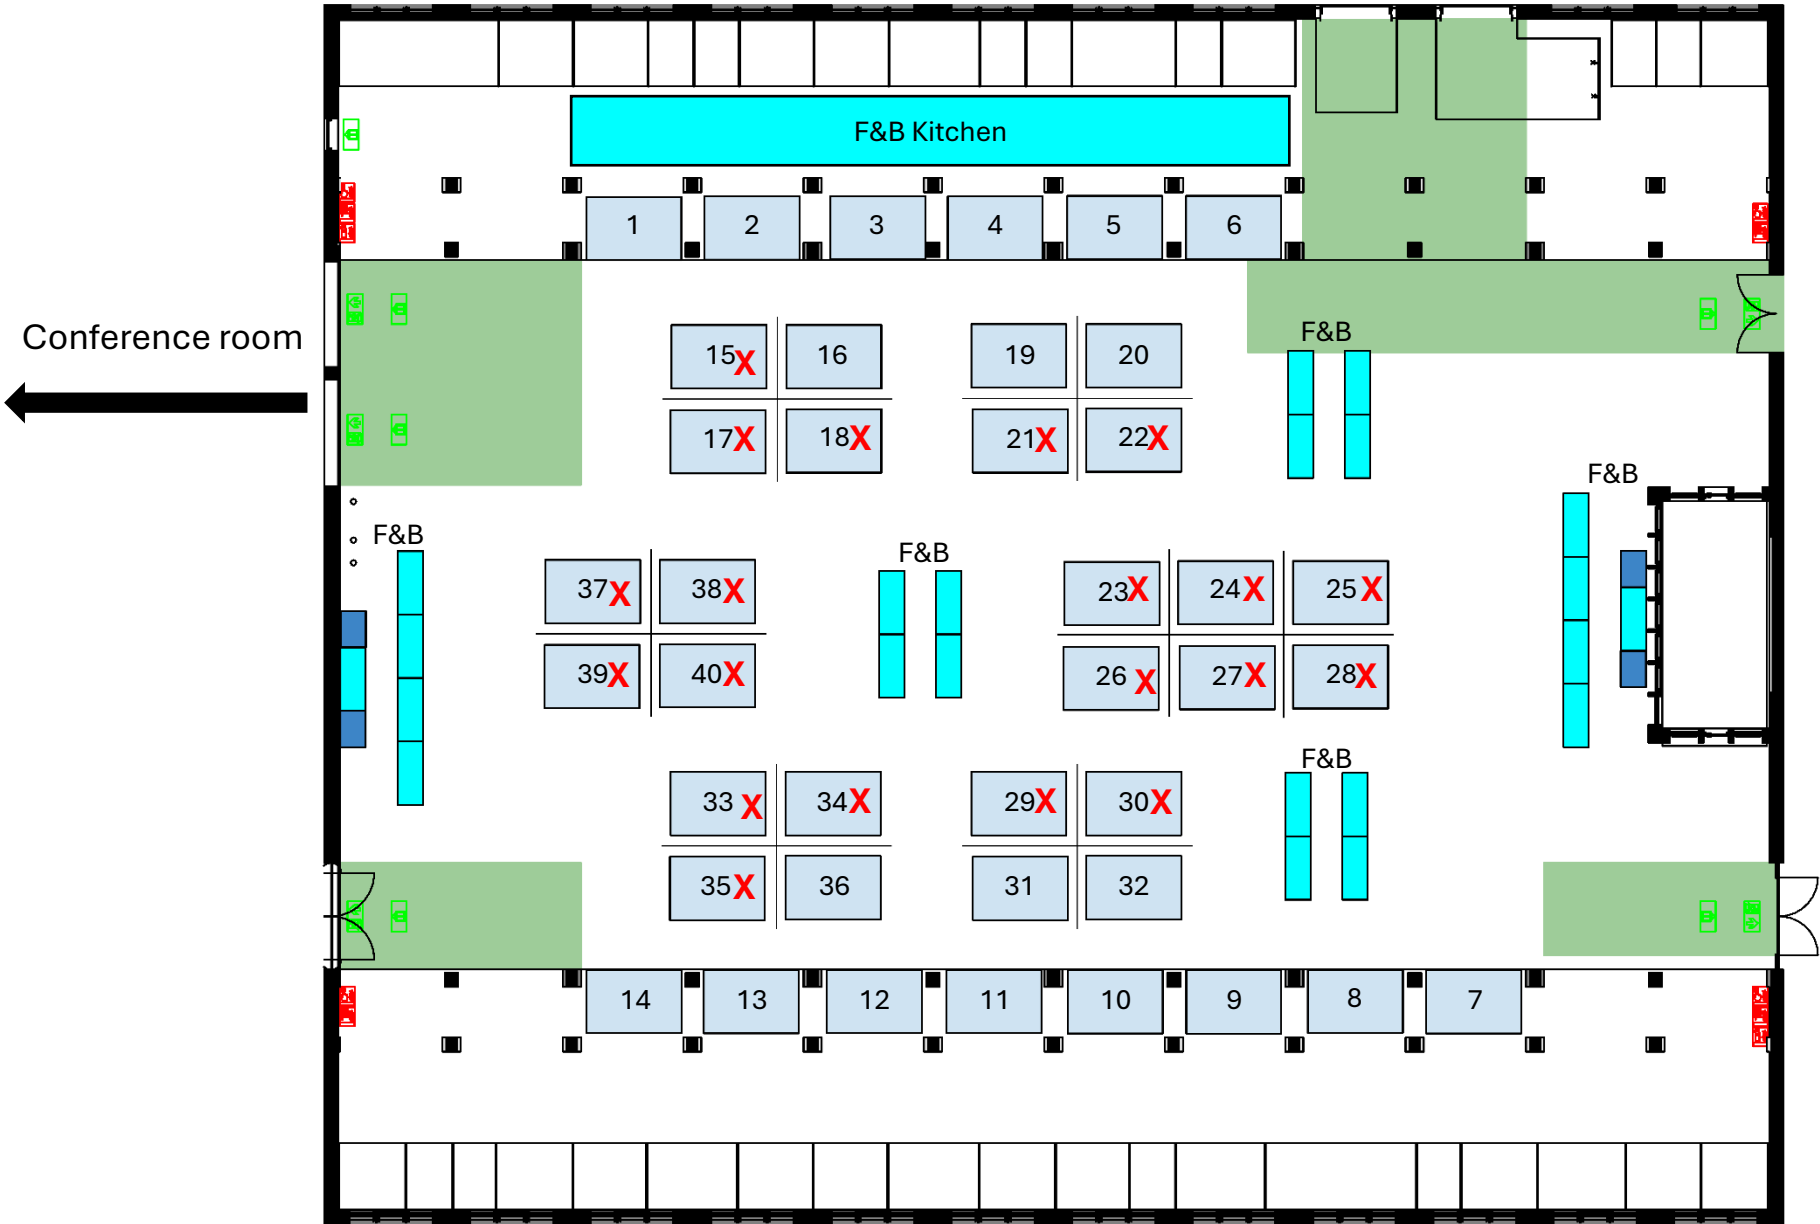 F&B Kitchen
1 2 3 4 5 6
Conference room
F&B
15X 16 19 20
17X 18X 21X 22X
F&B
F&B
F&B
37X 38X 23X 24X 25X
39X 40X 26 X 27X 28X
F&B
33 X 34X 29X 30X
35X 36 31 32
14 13 12 11 10 9 8 7